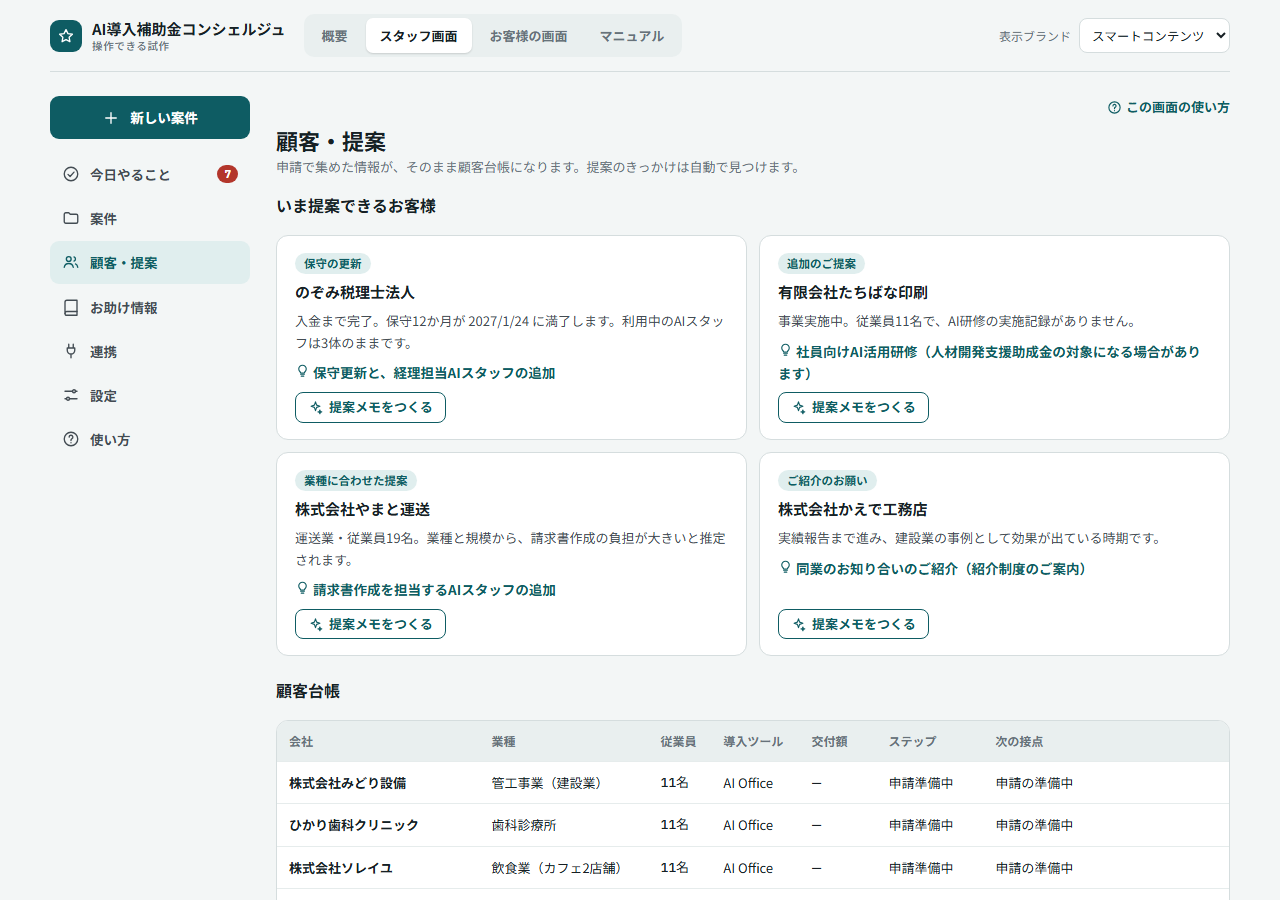 AI導入補助金コンシェルジュ
操作できる試作
概要
スタッフ画面
お客様の画面
マニュアル
表示ブランド
スマートコンテンツ
新しい案件
今日やること
7
案件
顧客・提案
お助け情報
連携
設定
使い方
この画面の使い方
顧客・提案
申請で集めた情報が、そのまま顧客台帳になります。提案のきっかけは自動で見つけます。
いま提案できるお客様
保守の更新
のぞみ税理士法人
入金まで完了。保守12か月が 2027/1/24 に満了します。利用中のAIスタッ
フは3体のままです。
保守更新と、経理担当AIスタッフの追加
提案メモをつくる
追加のご提案
有限会社たちばな印刷
事業実施中。従業員11名で、AI研修の実施記録がありません。
社員向けAI活用研修（人材開発支援助成金の対象になる場合があり
ます）
提案メモをつくる
業種に合わせた提案
株式会社やまと運送
運送業・従業員19名。業種と規模から、請求書作成の負担が大きいと推定
されます。
請求書作成を担当するAIスタッフの追加
提案メモをつくる
ご紹介のお願い
株式会社かえで工務店
実績報告まで進み、建設業の事例として効果が出ている時期です。
同業のお知り合いのご紹介（紹介制度のご案内）
提案メモをつくる
顧客台帳
会社 業種 従業員 導入ツール 交付額 ステップ 次の接点
株式会社みどり設備 管工事業（建設業） 11名 AI Office — 申請準備中 申請の準備中
ひかり歯科クリニック 歯科診療所 11名 AI Office — 申請準備中 申請の準備中
株式会社ソレイユ 飲食業（カフェ2店舗） 11名 AI Office — 申請準備中 申請の準備中